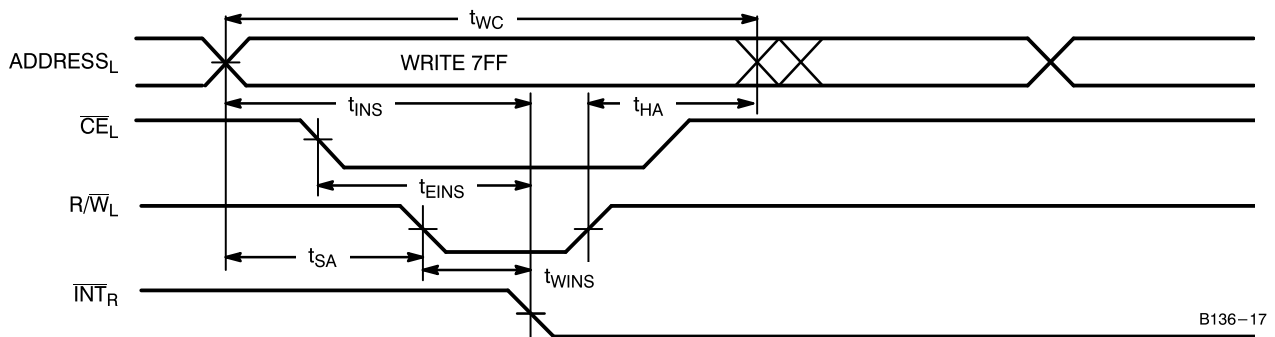 tWC
ADDRESSL
WRITE 7FF
tINS
tHA
CEL
tEINS
R/WL
tSA
tWINS
INTR
B136–17